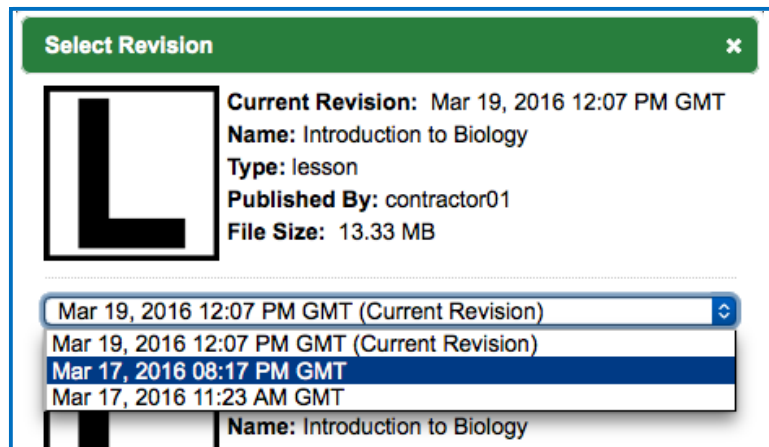 Select Revision ×
L
Current Revision: Mar 19, 2016 12:07 PM GMT
Name: Introduction to Biology
Type: lesson
Published By: contractor01
File Size: 13.33 MB
Mar 19, 2016 12:07 PM GMT (Current Revision)
Mar 19, 2016 12:07 PM GMT (Current Revision)
Mar 17, 2016 08:17 PM GMT
Mar 17, 2016 11:23 AM GMT
Name: Introduction to Biology